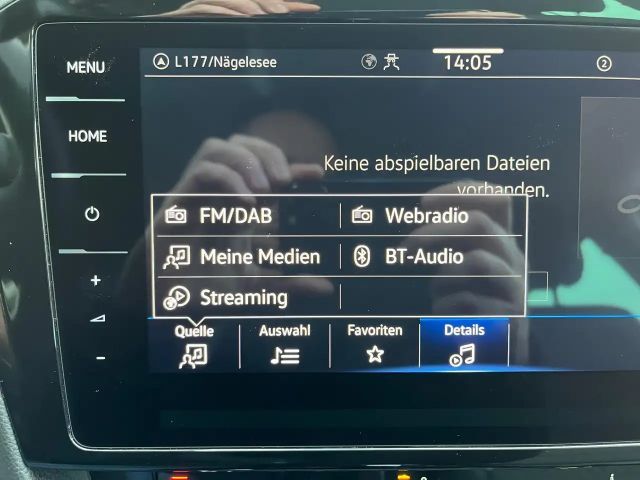 MENU
L177/Nägelesee
14:05
2
HOME
Keine abspielbaren Dateien
vorhanden.
FM/DAB
Webradio
Meine Medien
BT-Audio
Streaming
+
-
Quelle
Auswahl
Favoriten
Details